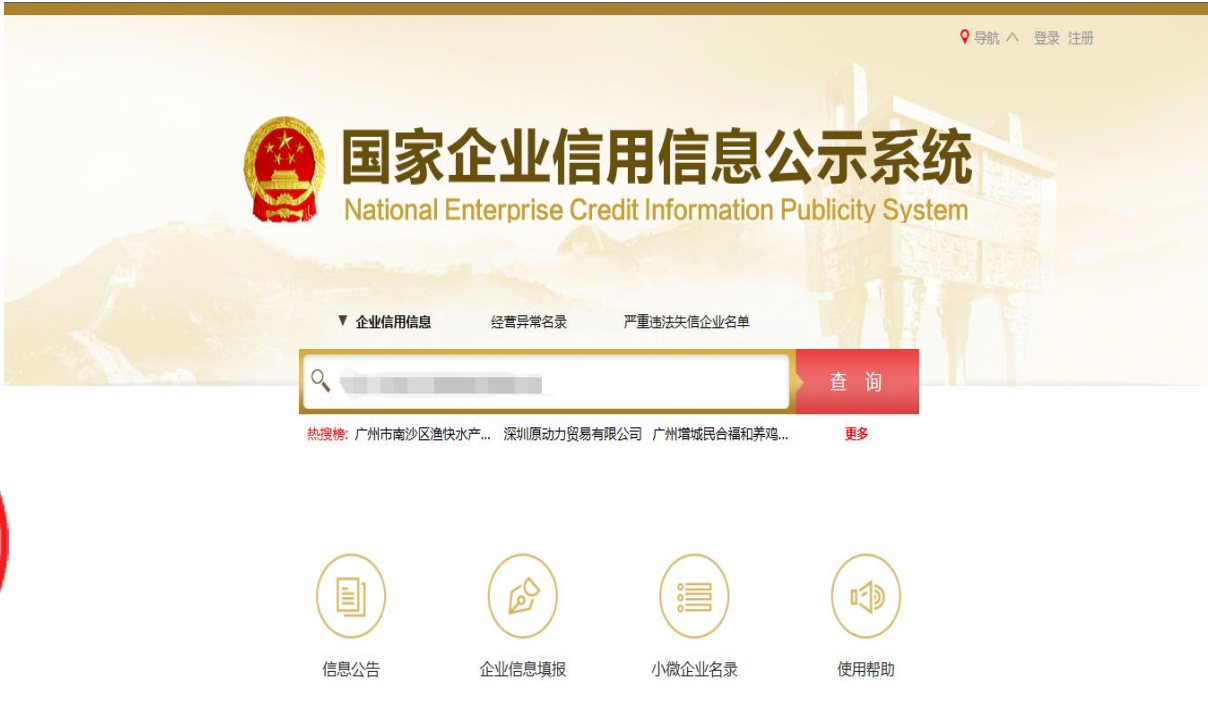 导航 登录 注册
国家企业信用信息公示系统
National Enterprise Credit Information Publicity System
企业信用信息 经营异常名录 严重违法失信企业名单
查 询
热搜榜: 广州市南沙区渔快水产... 深圳原动力贸易有限公司 广州增城民合福和养鸡... 更多
信息公告 企业信息填报 小微企业名录 使用帮助